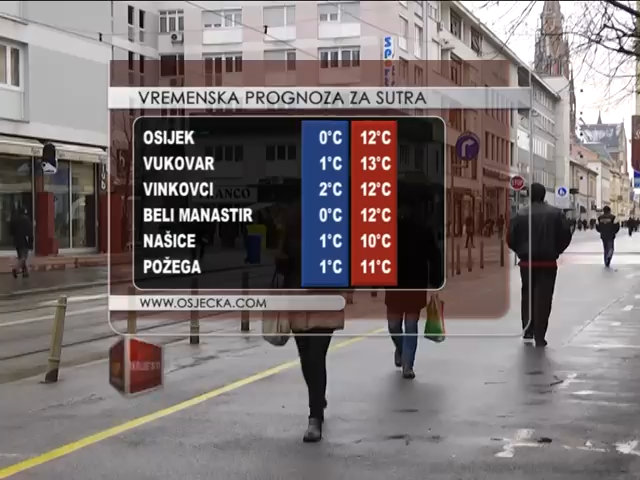 VREMENSKA PROGNOZA ZA SUTRA
OSIJEK 0°C 12°C
VUKOVAR 1°C 13°C
VINKOVCI 2°C 12°C
BELI MANASTIR 0°C 12°C
NAŠICE 1°C 10°C
POŽEGA 1°C 11°C
WWW.OSJECKA.COM